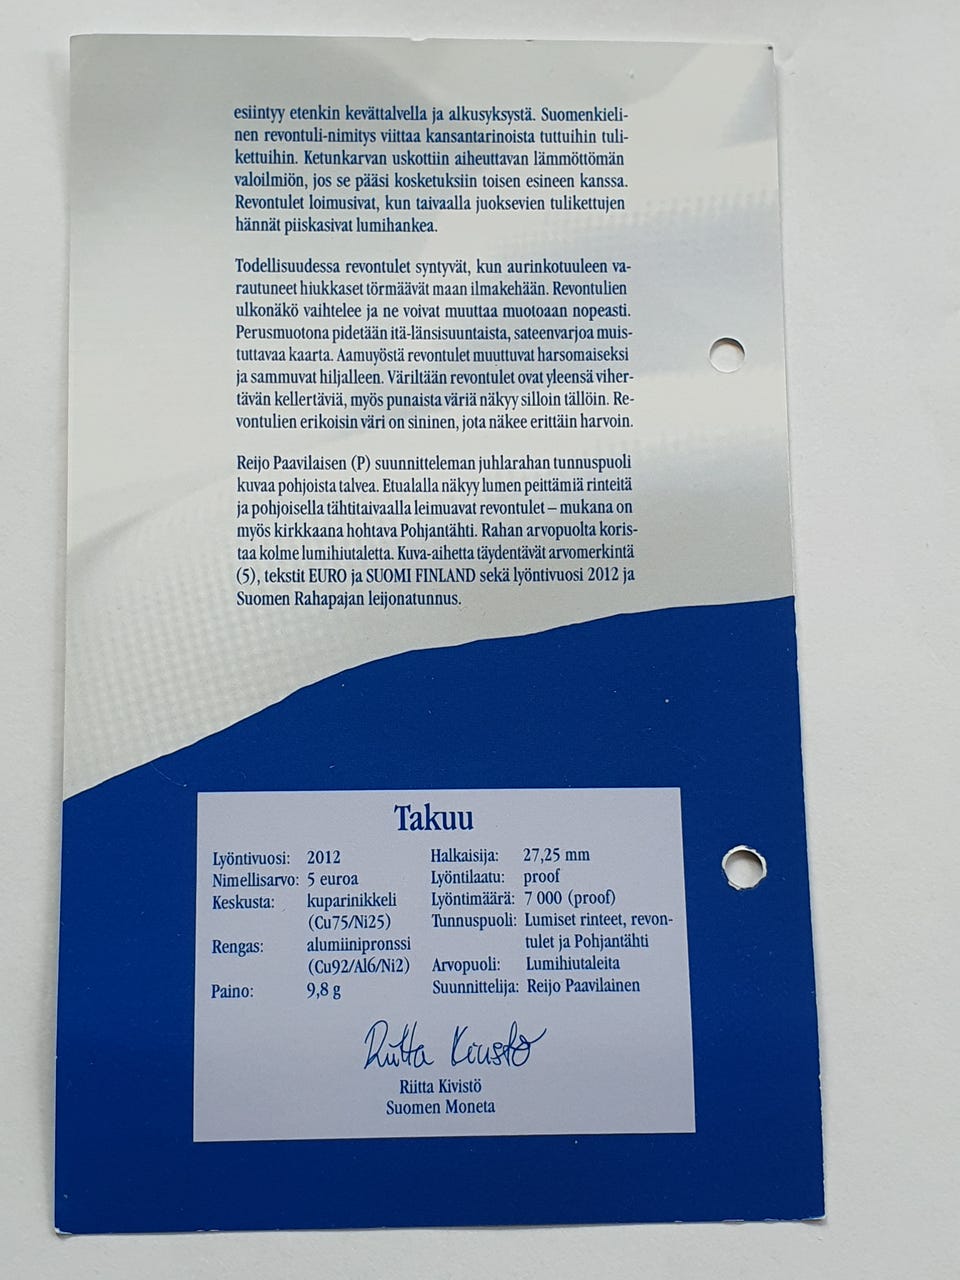 esiintyy etenkin kevättalvella ja alkusyksystä. Suomenkieli-
nen revontuli-nimitys viittaa kansantarinoista tuttuihin tuli-
kettuihin. Ketunkarvan uskottiin aiheuttavan lämmöttömän
valoilmiön, jos se pääsi kosketuksiin toisen esineen kanssa.
Revontulet loimusivat, kun taivaalla juoksevien tulikettujen
hännät piiskasivat lumihankea.
Todellisuudessa revontulet syntyvät, kun aurinkotuuleen va-
rautuneet hiukkaset törmäävät maan ilmakehään. Revontulien
ulkonäkö vaihtelee ja ne voivat muuttaa muotoaan nopeasti.
Perusmuotona pidetään itä-länsisuuntaista, sateenvarjoa muis-
tuttavaa kaarta. Aamuyöstä revontulet muuttuvat harsomaiseksi
ja sammuvat hiljalleen. Väriltään revontulet ovat yleensä viher-
tävän kellertäviä, myös punaista väriä näkyy silloin tällöin. Re-
vontulien erikoisin väri on sininen, jota näkee erittäin harvoin.
Reijo Paavilaisen (P) suunnitteleman juhlarahan tunnuspuoli
kuvaa pohjoista talvea. Etualalla näkyy lumen peittämiä rinteitä
ja pohjoisella tähtitaivaalla leimuavat revontulet – mukana on
myös kirkkaana hohtava Pohjantähti. Rahan arvopuolta koris-
taa kolme lumihiutaletta. Kuva-aihetta täydentävät arvomerkintä
(5), tekstit EURO ja SUOMI FINLAND sekä lyöntivuosi 2012 ja
Suomen Rahapajan leijonatunnus.
Takuu
Lyöntivuosi: 2012
Nimellisarvo: 5 euroa
Keskusta: kuparinikkeli
(Cu75/Ni25)
Rengas: alumiinipronssi
(Cu92/Al6/Ni2)
Paino: 9,8 g
Halkaisija: 27,25 mm
Lyöntilaatu: proof
Lyöntimäärä: 7 000 (proof)
Tunnuspuoli: Lumiset rinteet, revon-
tulet ja Pohjantähti
Arvopuoli: Lumihiutaleita
Suunnittelija: Reijo Paavilainen
Riitta Kivistö
Riitta Kivistö
Suomen Moneta